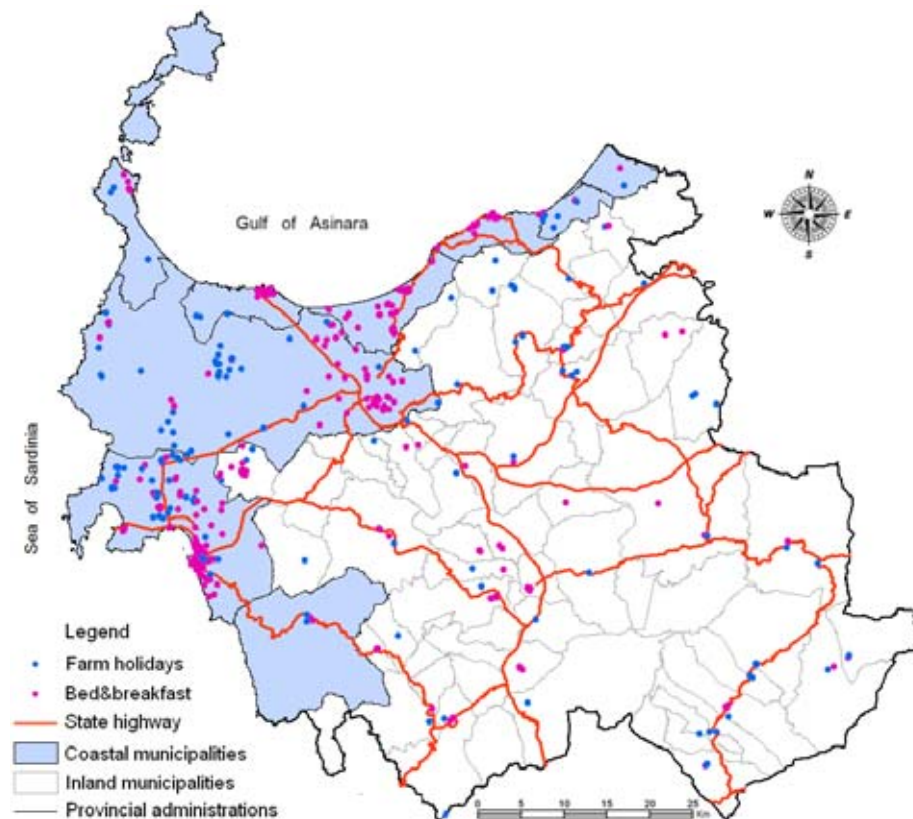 N
W E
S
Gulf of Asinara
Sea of Sardinia
Legend
Farm holidays
Bed&breakfast
State highway
Coastal municipalities
Inland municipalities
Provincial administrations
0 5 10 15 20 25
Km